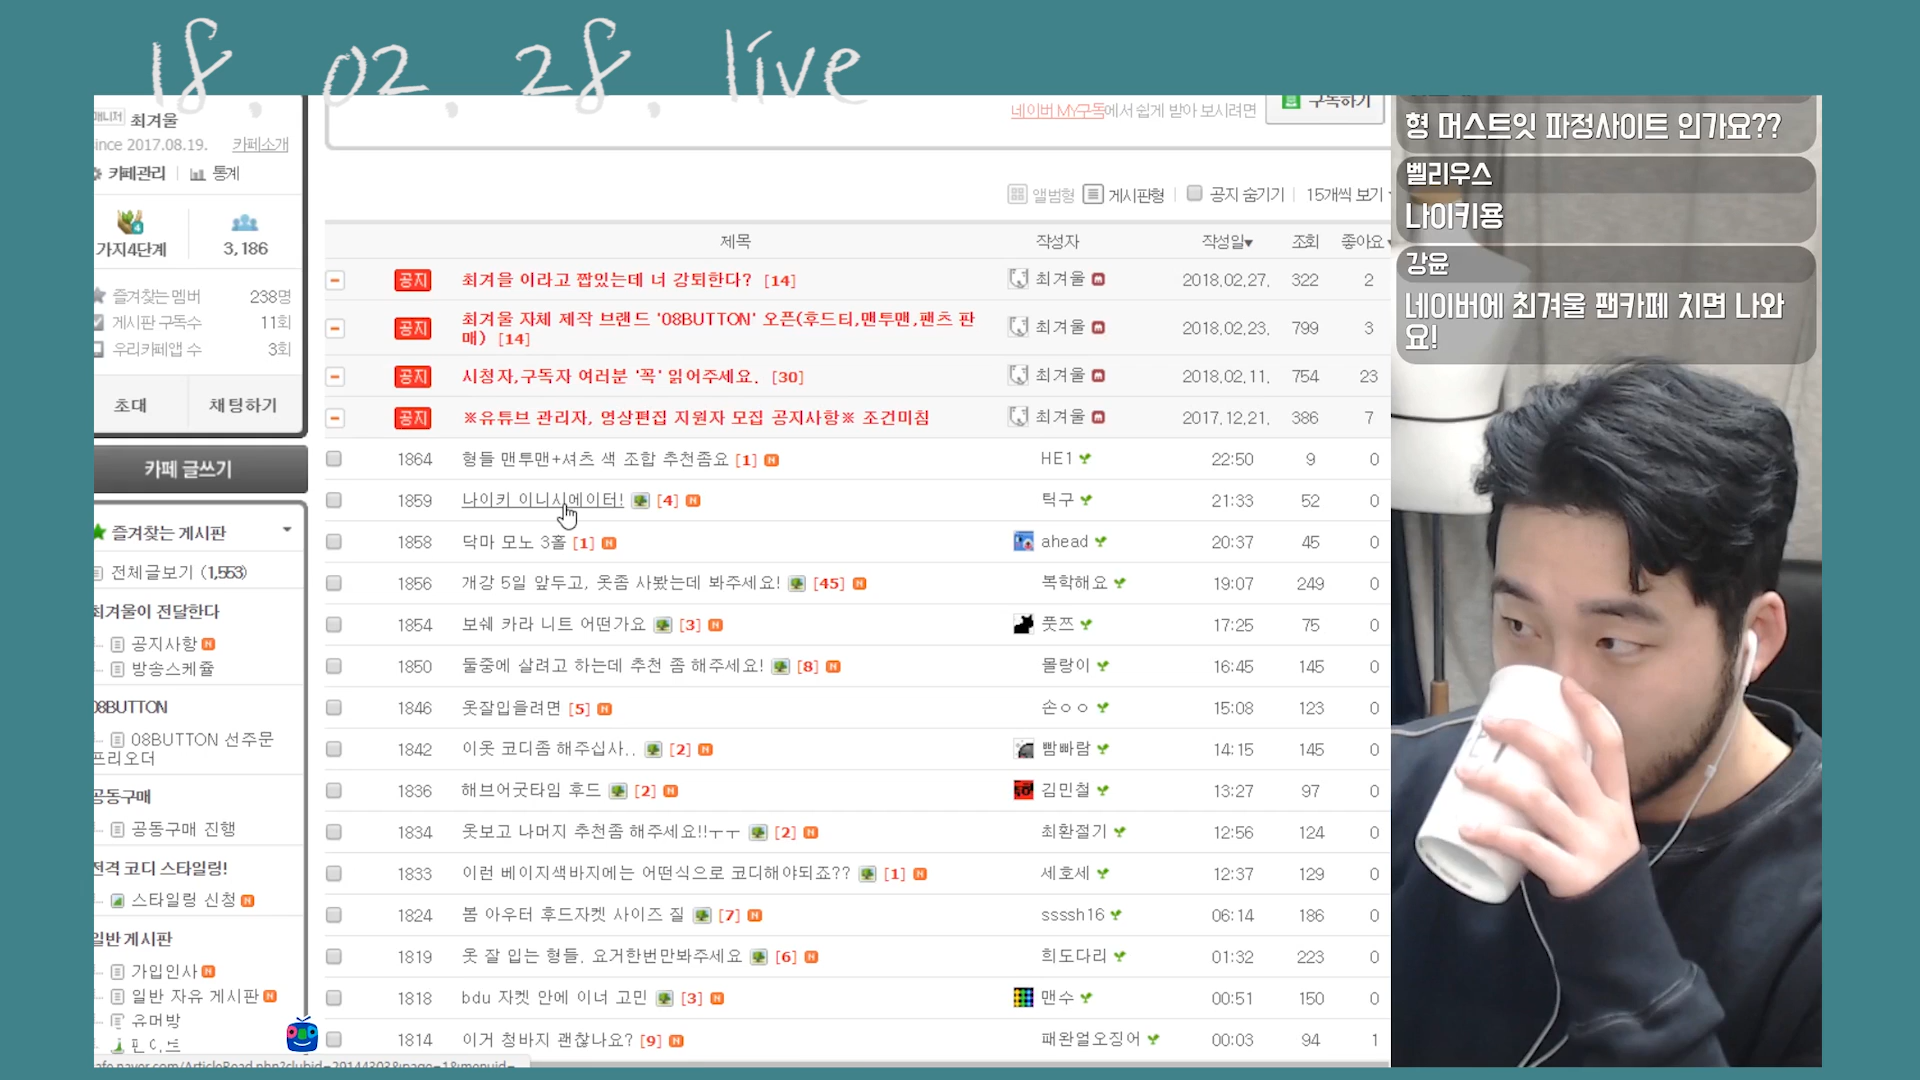 18. 02. 28. live
매니저 최겨울
since 2017.08.19. 카페소개
카페관리 통계
가지4단계 3,186
즐겨찾는 멤버 238명
게시판 구독수 11회
우리카페앱 수 3회
초대 채팅하기
카페 글쓰기
즐겨찾는 게시판
전체글보기 (1,553)
최겨울이 전달한다
공지사항 N
방송스케쥴
08BUTTON
08BUTTON 선주문
프리오더
공동구매
공동구매 진행
전격 코디 스타일링!
스타일링 신청 N
일반 게시판
가입인사 N
일반 자유 게시판 N
유머방
네이버 MY구독에서 쉽게 받아 보시려면 구독하기
앨범형 게시판형 공지 숨기기 15개씩 보기
제목 작성자 작성일 조회 좋아요
공지 최겨울 이라고 짭있는데 너 강퇴한다? [14] 최겨울 2018.02.27. 322 2
공지 최겨울 자체 제작 브랜드 '08BUTTON' 오픈(후드티,맨투맨,팬츠 판
매) [14] 최겨울 2018.02.23. 799 3
공지 시청자,구독자 여러분 '꼭' 읽어주세요. [30] 최겨울 2018.02.11. 754 23
공지 ※유튜브 관리자, 영상편집 지원자 모집 공지사항※ 조건미침 최겨울 2017.12.21. 386 7
1864 형들 맨투맨+셔츠 색 조합 추천좀요 [1] N HE1 22:50 9 0
1859 나이키 이니시에이터! [4] N 틱구 21:33 52 0
1858 닥마 모노 3홀 [1] N ahead 20:37 45 0
1856 개강 5일 앞두고, 옷좀 사봤는데 봐주세요! [45] N 복학해요 19:07 249 0
1854 보쉐 카라 니트 어떤가요 [3] N 풋쯔 17:25 75 0
1850 둘중에 살려고 하는데 추천 좀 해주세요! [8] N 몰랑이 16:45 145 0
1846 옷잘입을려면 [5] N 손ㅇㅇ 15:08 123 0
1842 이옷 코디좀 해주십사.. [2] N 빰빠람 14:15 145 0
1836 해브어굿타임 후드 [2] N 김민철 13:27 97 0
1834 옷보고 나머지 추천좀 해주세요!!ㅜㅜ [2] N 최환절기 12:56 124 0
1833 이런 베이지색바지에는 어떤식으로 코디해야되죠?? [1] N 세호세 12:37 129 0
1824 봄 아우터 후드자켓 사이즈 질 [7] N ssssh16 06:14 186 0
1819 옷 잘 입는 형들. 요거한번만봐주세요 [6] N 희도다리 01:32 223 0
1818 bdu 자켓 안에 이너 고민 [3] N 맨수 00:51 150 0
1814 이거 청바지 괜찮나요? [9] N 패완얼오징어 00:03 94 1
형 머스트잇 파정사이트 인가요??
벨리우스
나이키용
강윤
네이버에 최겨울 팬카페 치면 나와
요!